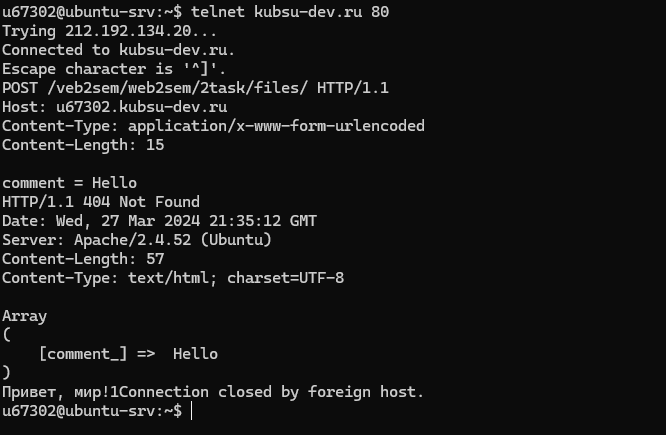 u67302@ubuntu-srv:~$ telnet kubsu-dev.ru 80
Trying 212.192.134.20...
Connected to kubsu-dev.ru.
Escape character is '^]'.
POST /veb2sem/web2sem/2task/files/ HTTP/1.1
Host: u67302.kubsu-dev.ru
Content-Type: application/x-www-form-urlencoded
Content-Length: 15

comment = Hello
HTTP/1.1 404 Not Found
Date: Wed, 27 Mar 2024 21:35:12 GMT
Server: Apache/2.4.52 (Ubuntu)
Content-Length: 57
Content-Type: text/html; charset=UTF-8

Array
(
    [comment_] =>  Hello
)
Привет, мир!1Connection closed by foreign host.
u67302@ubuntu-srv:~$